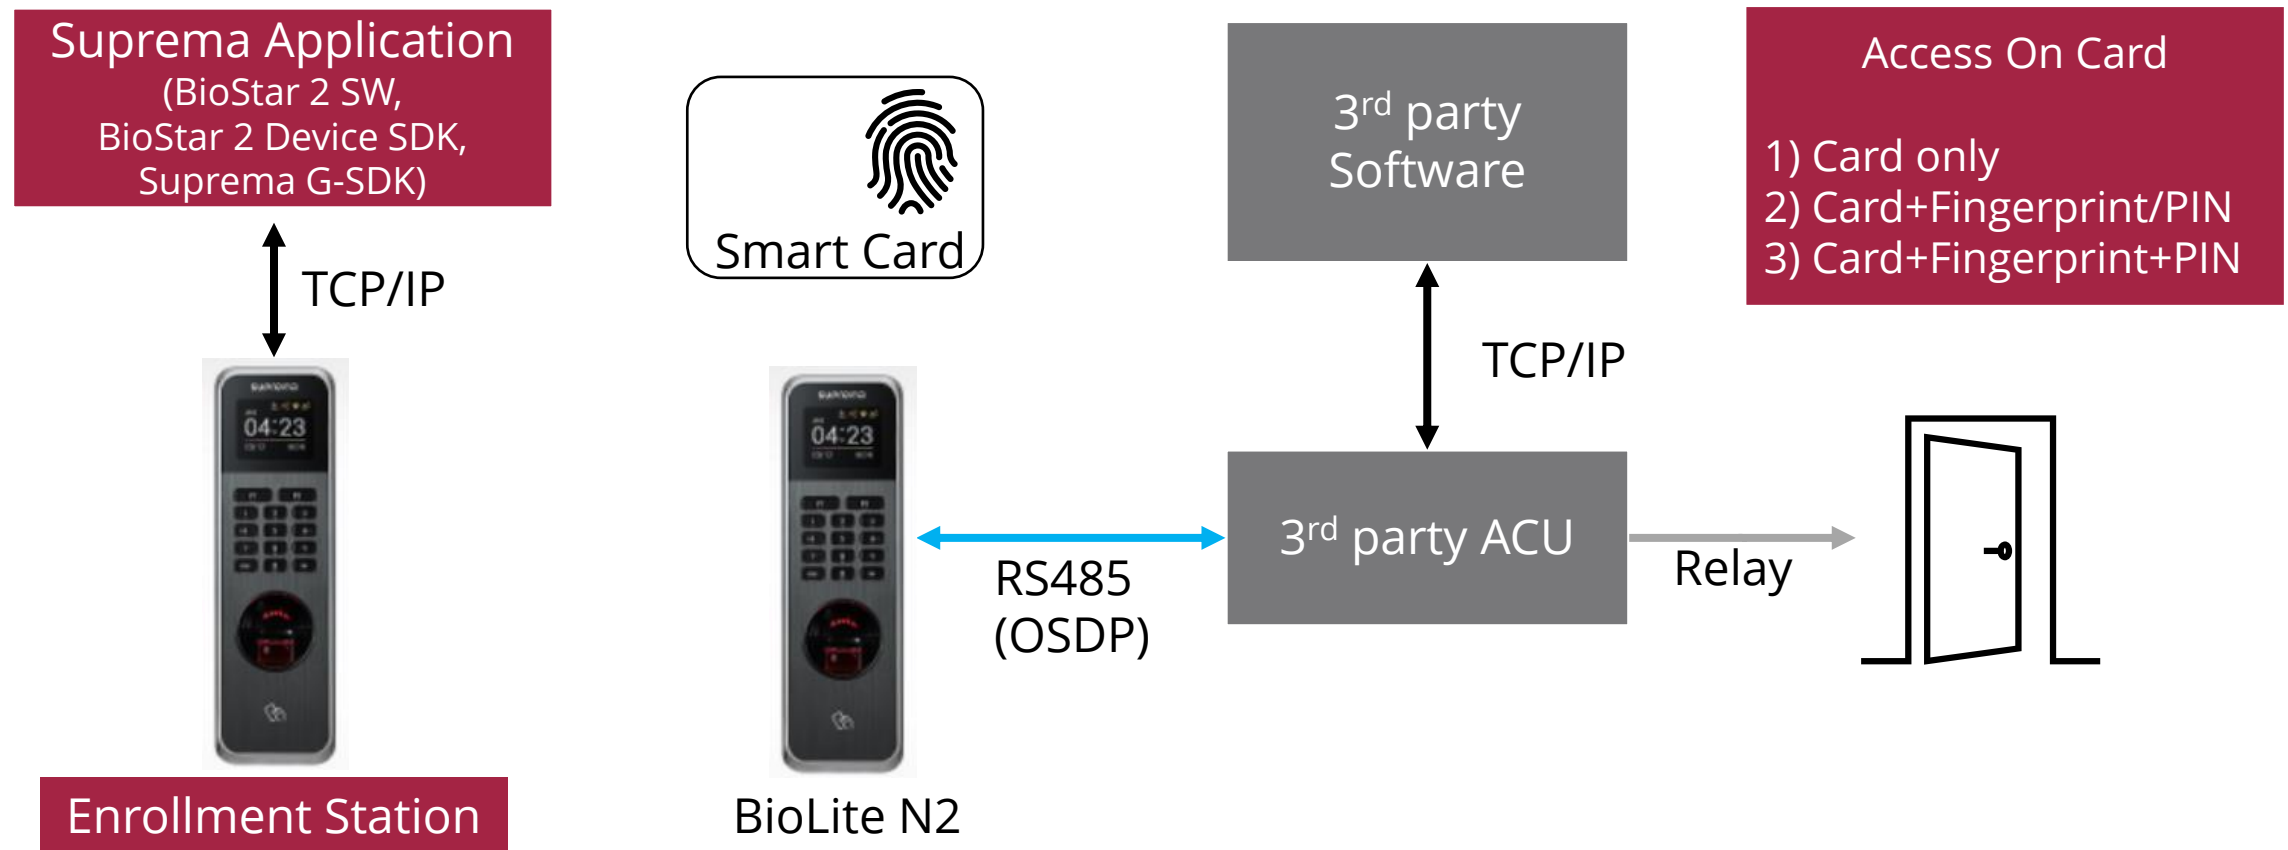 Suprema Application
(BioStar 2 SW,
BioStar 2 Device SDK,
Suprema G-SDK)
TCP/IP
suprema
04:23
Enrollment Station
Smart Card
suprema
04:23
BioLite N2
RS485
(OSDP)
3rd party
Software
TCP/IP
3rd party ACU
Relay
Access On Card
1) Card only
2) Card+Fingerprint/PIN
3) Card+Fingerprint+PIN